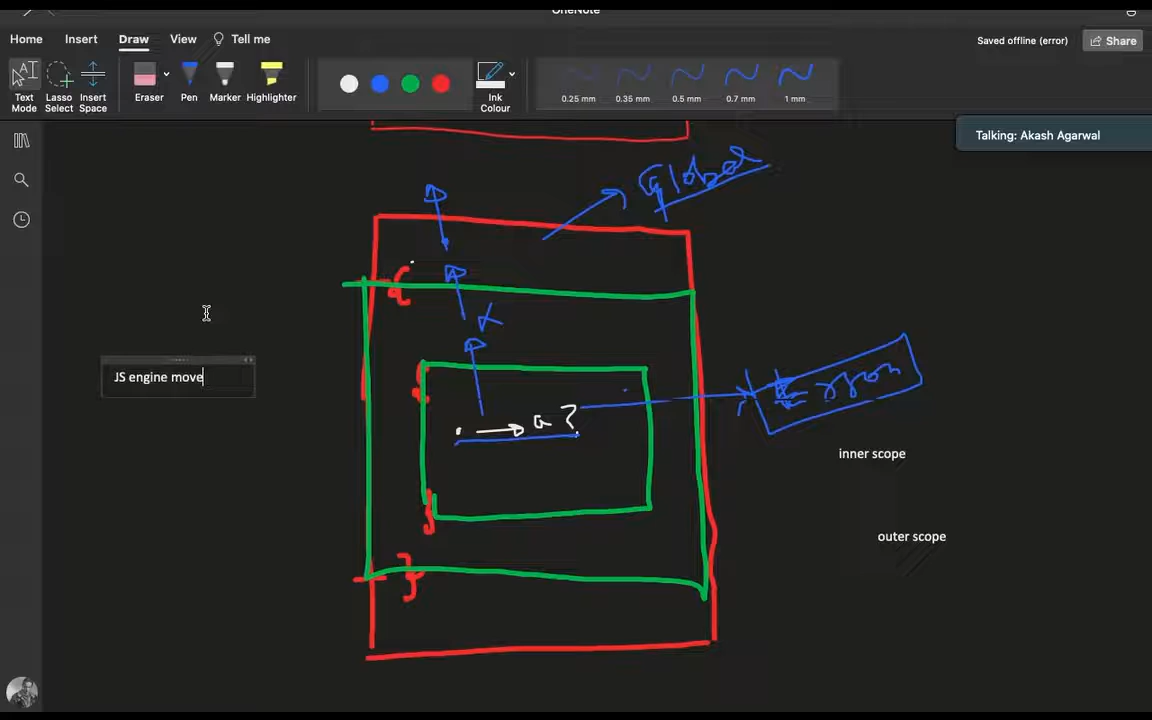 OneNote
Home Insert Draw View Tell me
Saved offline (error) Share
Text Mode
Lasso Select
Insert Space
Eraser
Pen
Marker
Highlighter
Ink Colour
0.25 mm 0.35 mm 0.5 mm 0.7 mm 1 mm
Talking: Akash Agarwal
Global
JS engine move
a ?
Error
inner scope
outer scope